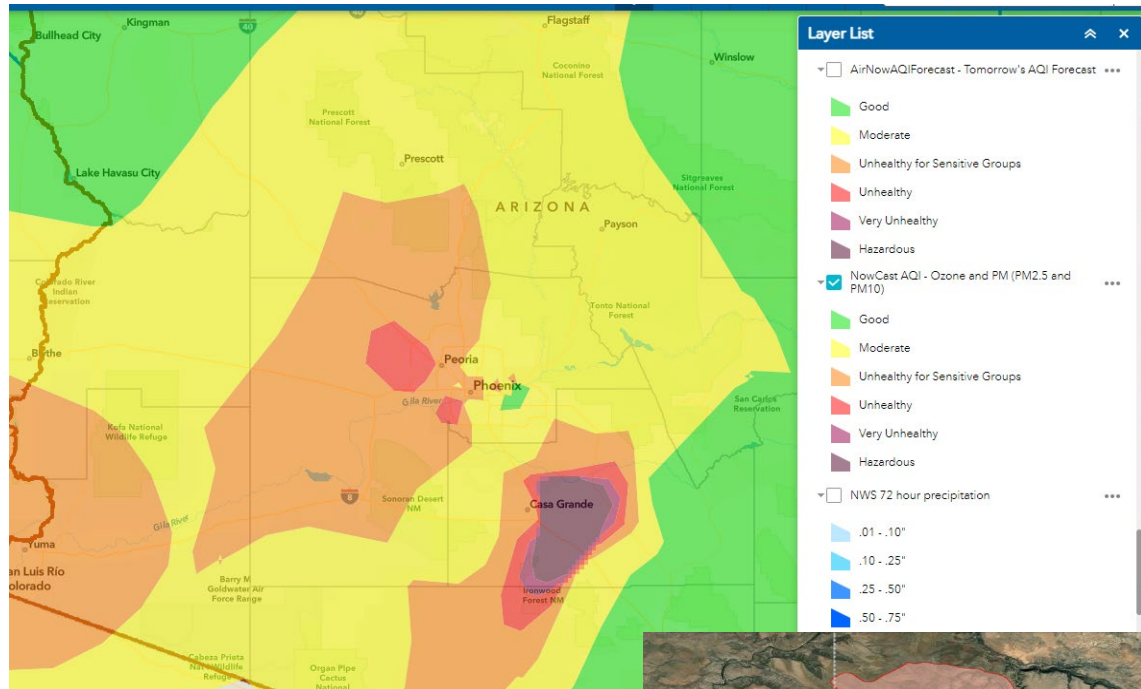 Kingman
40
Flagstaff
Bullhead City
Winslow
Coconino
National Forest
Prescott
National Forest
Prescott
Lake Havasu City
Sitgreaves
National Forest
ARIZONA
Payson
Colorado River
Indian
Reservation
Tonto National
Forest
Blythe
Peoria
Phoenix
Gila River
San Carlos
Reservation
Kofa National
Wildlife Refuge
8
Sonoran Desert
NM
Casa Grande
Gila River
Yuma
an Luis Río
olorado
Barry M
Goldwater Air
Force Range
Ironwood
Forest NM
Cabeza Prieta
Refuge
Organ Pipe
Cactus
National
Layer List
AirNowAQIForecast - Tomorrow's AQI Forecast
Good
Moderate
Unhealthy for Sensitive Groups
Unhealthy
Very Unhealthy
Hazardous
NowCast AQI - Ozone and PM (PM2.5 and
PM10)
Good
Moderate
Unhealthy for Sensitive Groups
Unhealthy
Very Unhealthy
Hazardous
NWS 72 hour precipitation
.01 - .10"
.10 - .25"
.25 - .50"
.50 - .75"